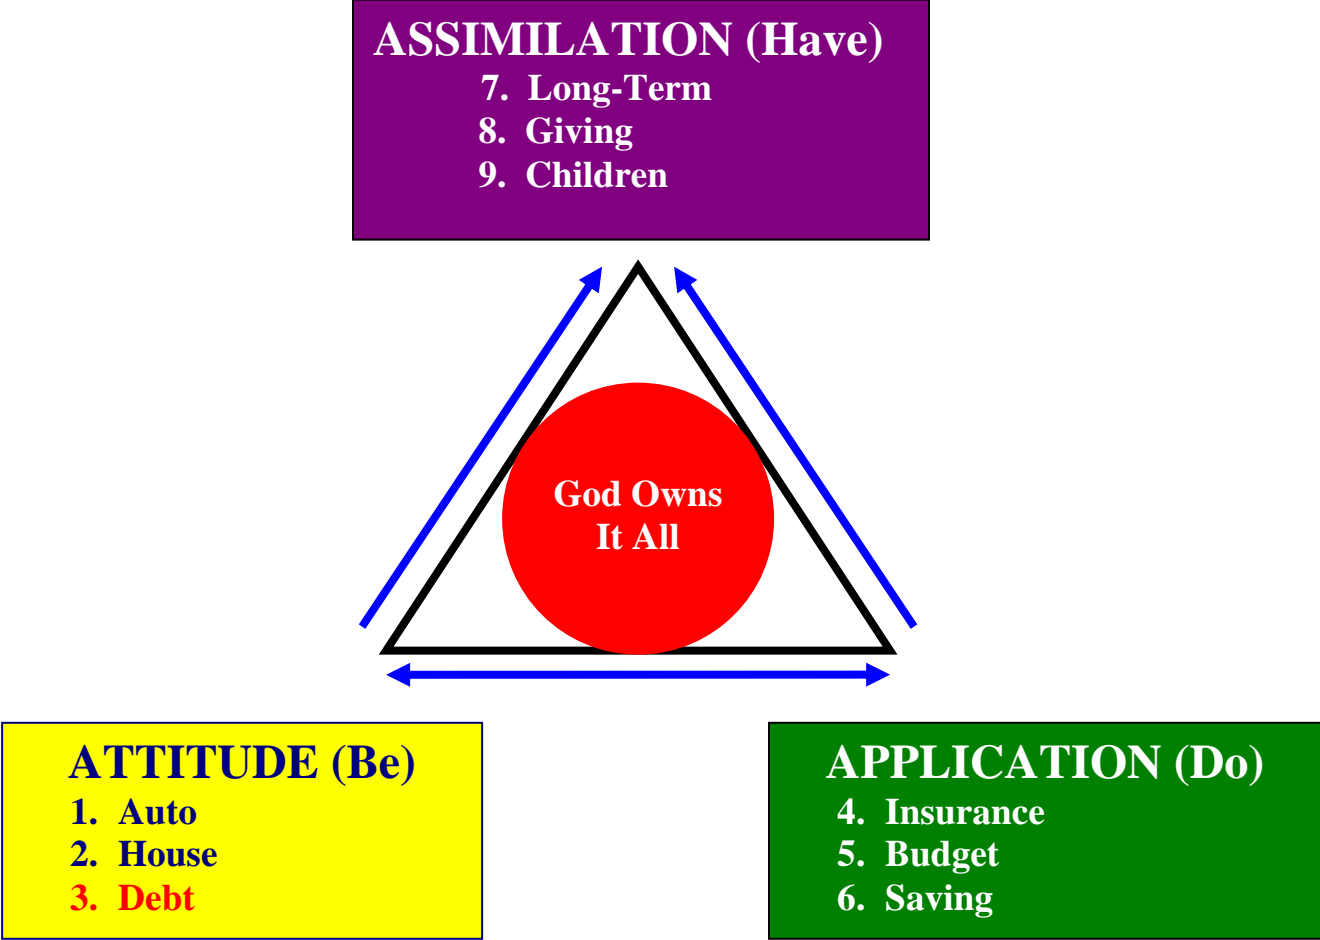 ASSIMILATION (Have)
7. Long-Term
8. Giving
9. Children
God Owns
It All
ATTITUDE (Be)
1. Auto
2. House
3. Debt
APPLICATION (Do)
4. Insurance
5. Budget
6. Saving